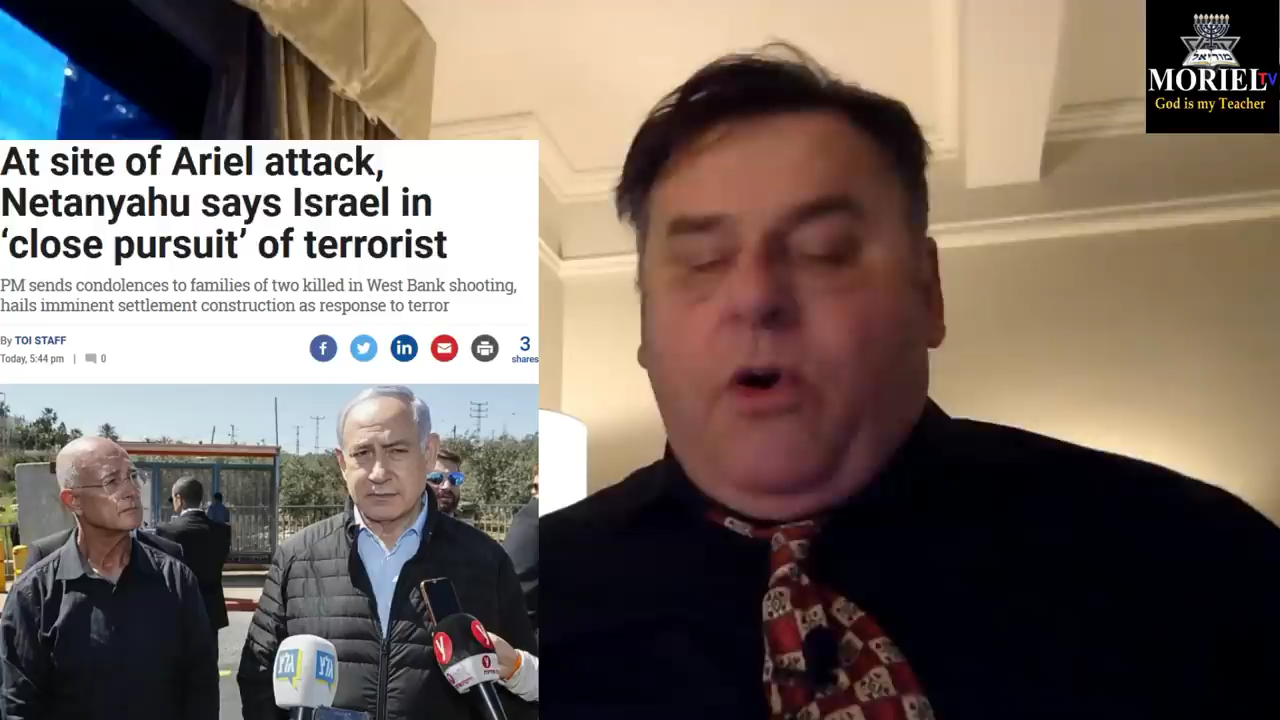 At site of Ariel attack,
Netanyahu says Israel in
‘close pursuit’ of terrorist
PM sends condolences to families of two killed in West Bank shooting,
hails imminent settlement construction as response to terror
By TOI STAFF
Today, 5:44 pm | 0
3
shares
מוריאל
MORIEL TV
God is my Teacher